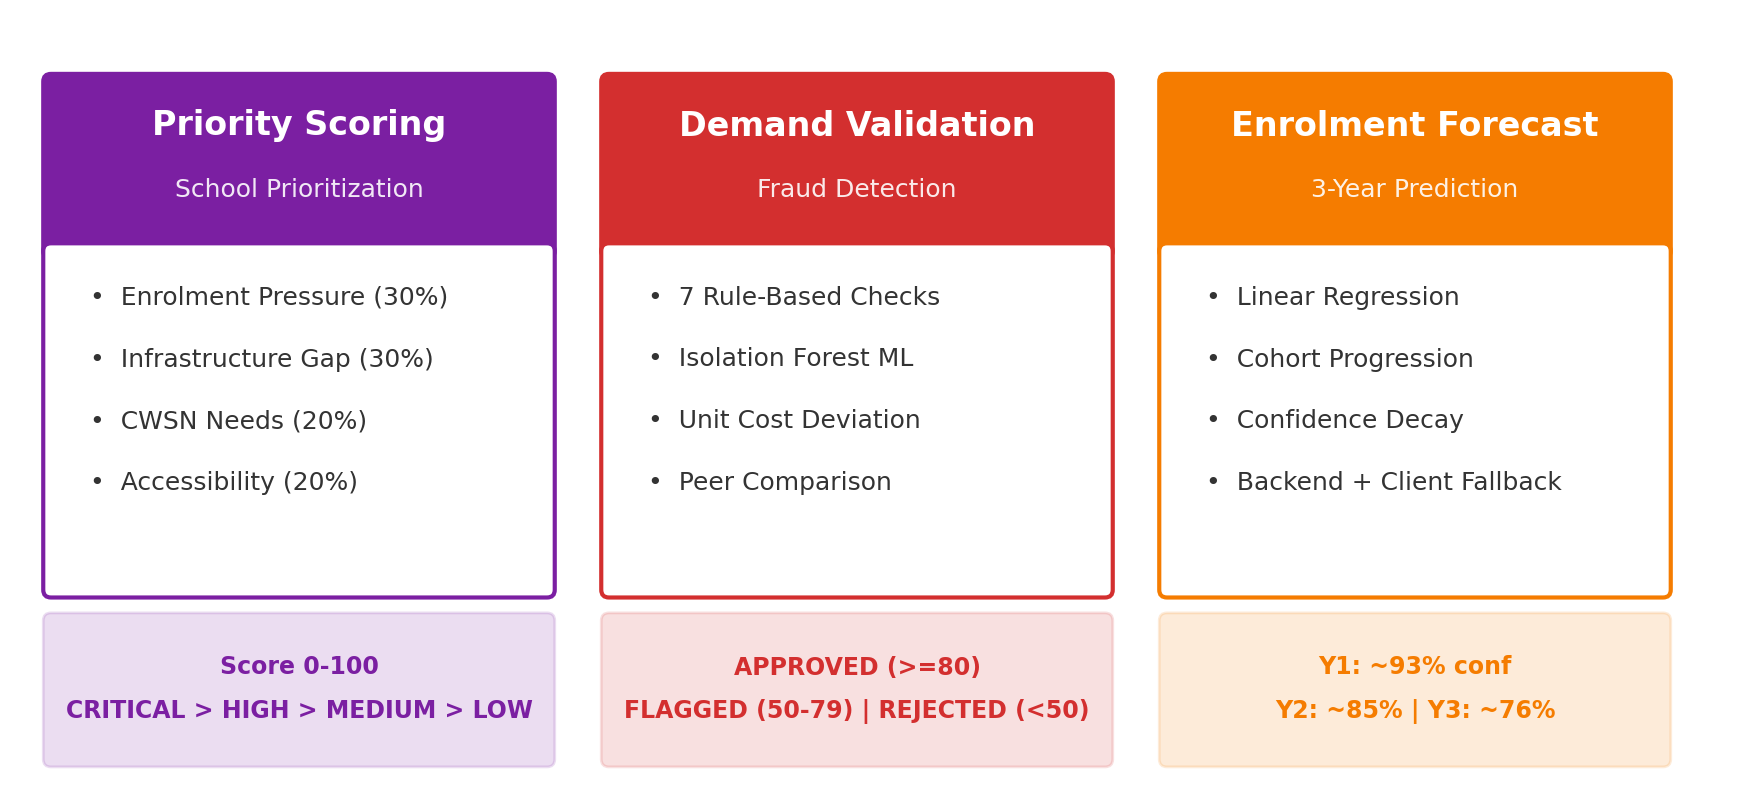 Priority Scoring
School Prioritization
• Enrolment Pressure (30%)
• Infrastructure Gap (30%)
• CWSN Needs (20%)
• Accessibility (20%)
Score 0-100
CRITICAL > HIGH > MEDIUM > LOW
Demand Validation
Fraud Detection
• 7 Rule-Based Checks
• Isolation Forest ML
• Unit Cost Deviation
• Peer Comparison
APPROVED (>=80)
FLAGGED (50-79) | REJECTED (<50)
Enrolment Forecast
3-Year Prediction
• Linear Regression
• Cohort Progression
• Confidence Decay
• Backend + Client Fallback
Y1: ~93% conf
Y2: ~85% | Y3: ~76%